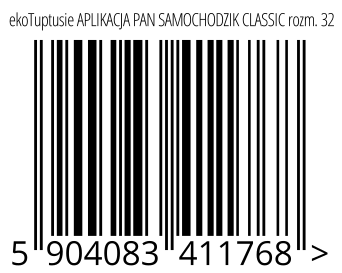 ekoTuptusie APLIKACJA PAN SAMOCHODZIK CLASSIC rozm. 32
5 904083 411768 >